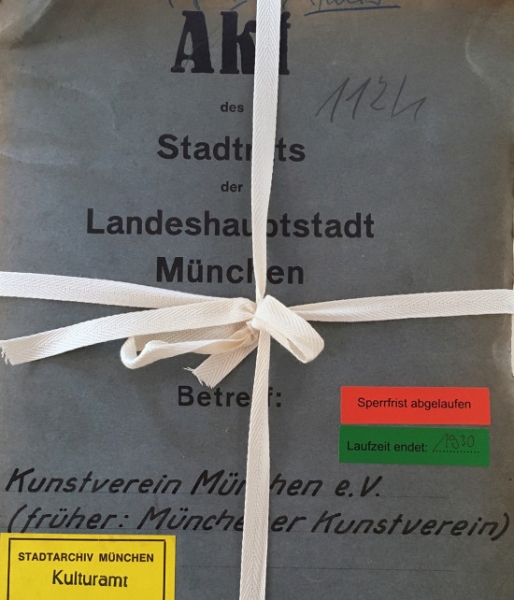 Akt
des
1124
Stadtrats
der
Landeshauptstadt
München
Betreff:
Sperrfrist abgelaufen
Laufzeit endet: 1930
Kunstverein München e.V.
(früher: Münchener Kunstverein)
STADTARCHIV MÜNCHEN
Kulturamt